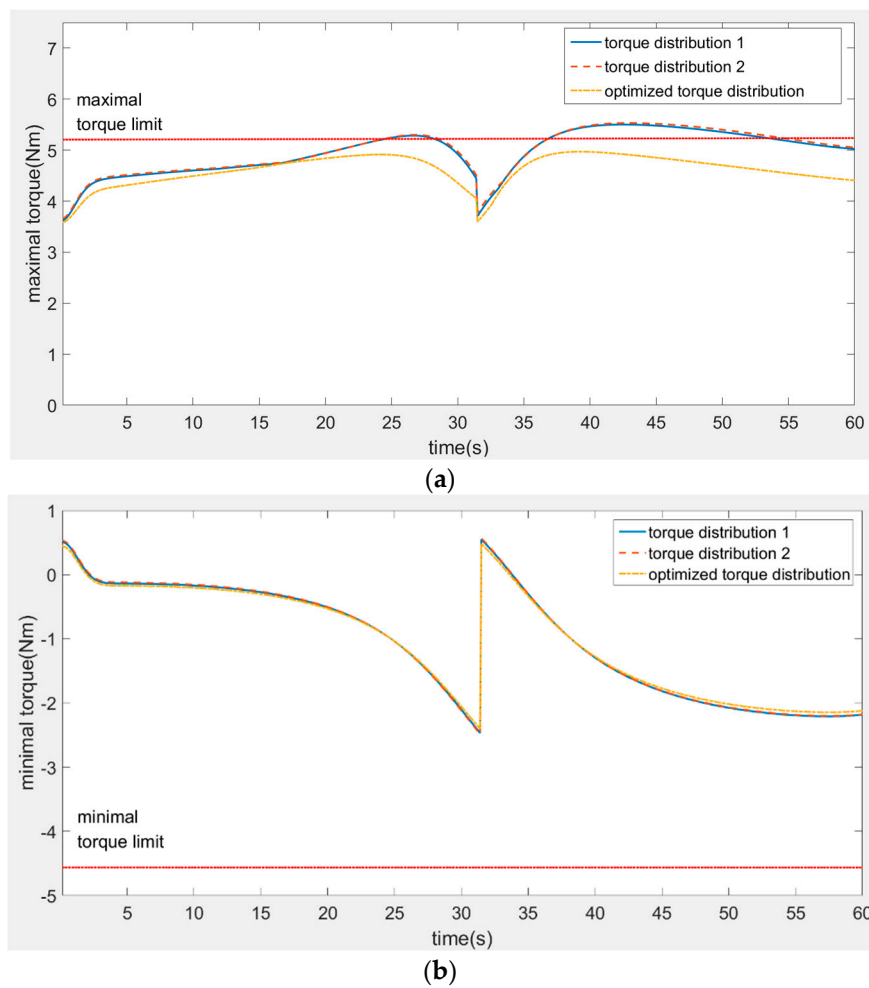 7
6
5
4
3
2
1
0
maximal torque(Nm)
maximal
torque limit
torque distribution 1
torque distribution 2
optimized torque distribution
5 10 15 20 25 30 35 40 45 50 55 60
time(s)
(a)
1
0
-1
-2
-3
-4
-5
minimal torque(Nm)
torque distribution 1
torque distribution 2
optimized torque distribution
minimal
torque limit
5 10 15 20 25 30 35 40 45 50 55 60
time(s)
(b)